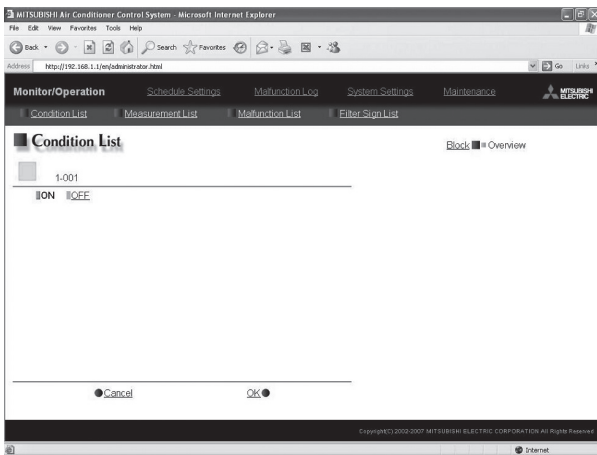 MITSUBISHI Air Conditioner Control System - Microsoft Internet Explorer
File Edit View Favorites Tools Help
Back Search Favorites
Address http://192.168.1.1/en/administrator.html Go Links
Monitor/Operation Schedule Settings Malfunction Log System Settings Maintenance MITSUBISHI ELECTRIC
Condition List Measurement List Malfunction List Filter Sign List
Condition List Block Overview
1-001
ON OFF
Cancel OK
Copyright(C) 2002-2007 MITSUBISHI ELECTRIC CORPORATION All Rights Reserved
Internet